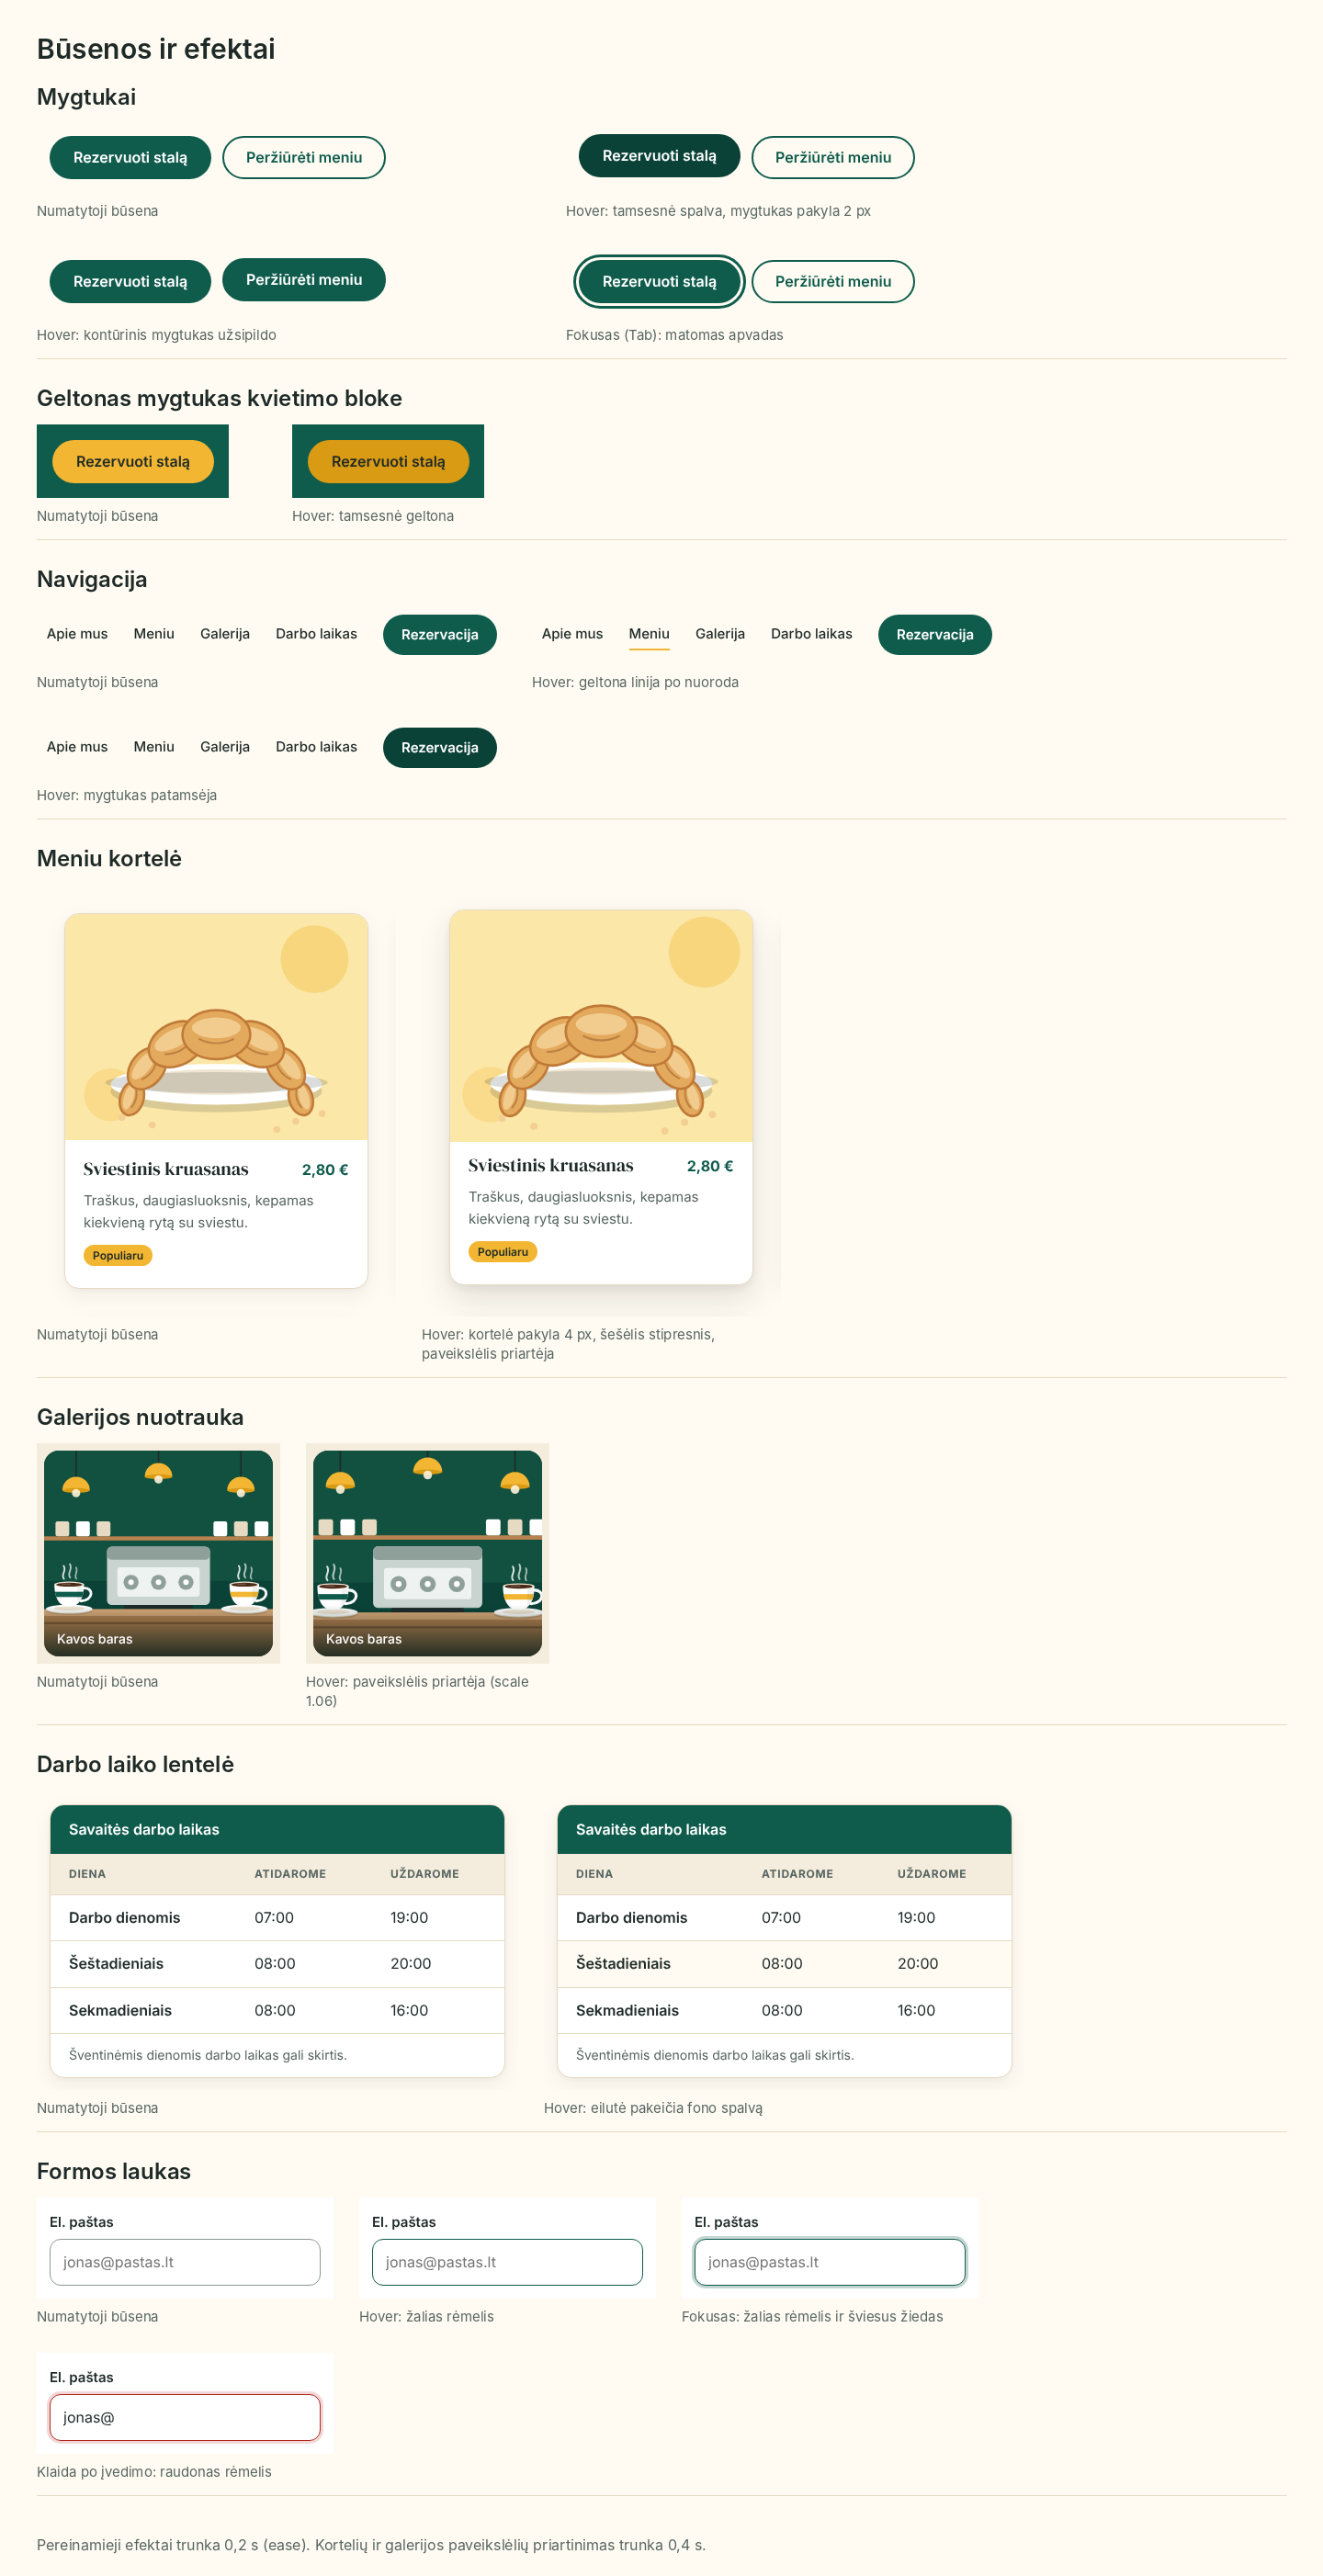 Būsenos ir efektai
Mygtukai
Rezervuoti stalą Peržiūrėti meniu
Rezervuoti stalą Peržiūrėti meniu
Numatytoji būsena
Hover: tamsesnė spalva, mygtukas pakyla 2 px
Rezervuoti stalą Peržiūrėti meniu
Rezervuoti stalą Peržiūrėti meniu
Hover: kontūrinis mygtukas užsipildo
Fokusas (Tab): matomas apvadas
Geltonas mygtukas kvietimo bloke
Rezervuoti stalą
Rezervuoti stalą
Numatytoji būsena
Hover: tamsesnė geltona
Navigacija
Apie mus Meniu Galerija Darbo laikas Rezervacija
Apie mus Meniu Galerija Darbo laikas Rezervacija
Numatytoji būsena
Hover: geltona linija po nuoroda
Apie mus Meniu Galerija Darbo laikas Rezervacija
Hover: mygtukas patamsėja
Meniu kortelė
Sviestinis kruasanas 2,80 €
Traškus, daugiasluoksnis, kepamas
kiekvieną rytą su sviestu.
Populiaru
Numatytoji būsena
Sviestinis kruasanas 2,80 €
Traškus, daugiasluoksnis, kepamas
kiekvieną rytą su sviestu.
Populiaru
Hover: kortelė pakyla 4 px, šešėlis stipresnis,
paveikslėlis priartėja
Galerijos nuotrauka
Kavos baras
Numatytoji būsena
Kavos baras
Hover: paveikslėlis priartėja (scale
1.06)
Darbo laiko lentelė
Savaitės darbo laikas
DIENA ATIDAROME UŽDAROME
Darbo dienomis 07:00 19:00
Šeštadieniais 08:00 20:00
Sekmadieniais 08:00 16:00
Šventinėmis dienomis darbo laikas gali skirtis.
Numatytoji būsena
Savaitės darbo laikas
DIENA ATIDAROME UŽDAROME
Darbo dienomis 07:00 19:00
Šeštadieniais 08:00 20:00
Sekmadieniais 08:00 16:00
Šventinėmis dienomis darbo laikas gali skirtis.
Hover: eilutė pakeičia fono spalvą
Formos laukas
El. paštas
jonas@pastas.lt
Numatytoji būsena
El. paštas
jonas@pastas.lt
Hover: žalias rėmelis
El. paštas
jonas@pastas.lt
Fokusas: žalias rėmelis ir šviesus žiedas
El. paštas
jonas@
Klaida po įvedimo: raudonas rėmelis
Pereinamieji efektai trunka 0,2 s (ease). Kortelių ir galerijos paveikslėlių priartinimas trunka 0,4 s.